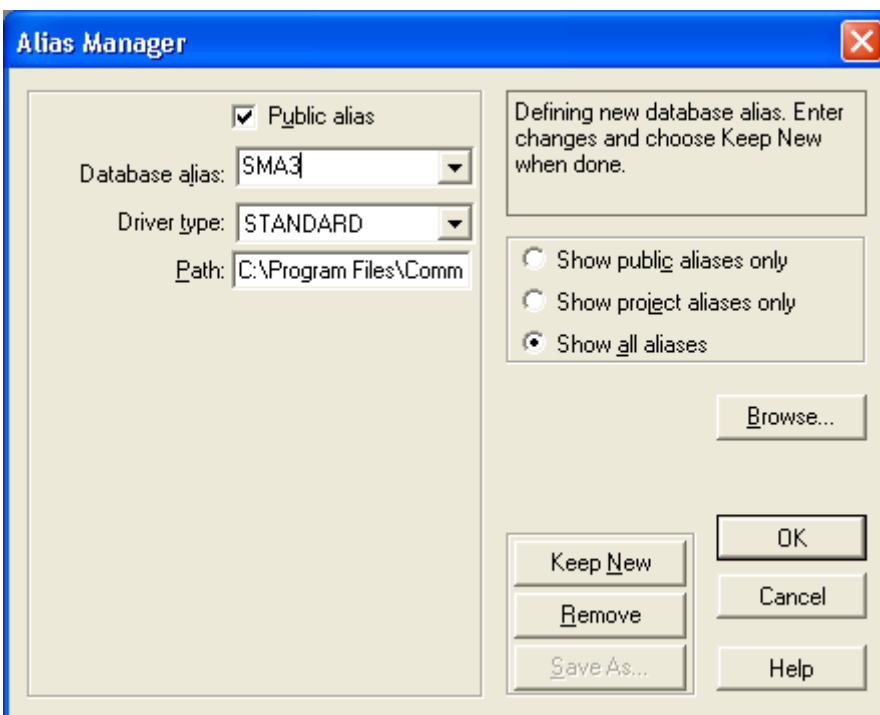 Alias Manager
Public alias
Database alias: SMA3
Driver type: STANDARD
Path: C:\Program Files\Comm
Defining new database alias. Enter
changes and choose Keep New
when done.
Show public aliases only
Show project aliases only
Show all aliases
Browse...
Keep New
Remove
Save As...
OK
Cancel
Help